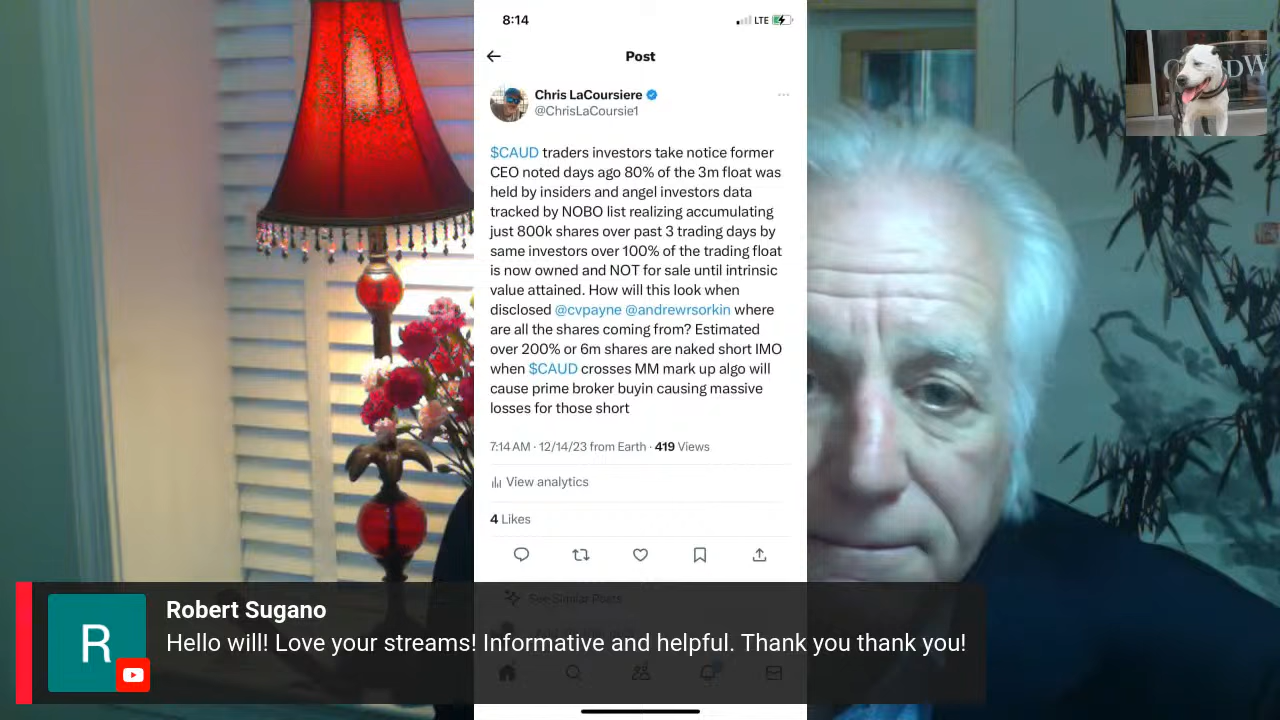 8:14
LTE
Post
Chris LaCoursiere
@ChrisLaCoursie1
$CAUD traders investors take notice former
CEO noted days ago 80% of the 3m float was
held by insiders and angel investors data
tracked by NOBO list realizing accumulating
just 800k shares over past 3 trading days by
same investors over 100% of the trading float
is now owned and NOT for sale until intrinsic
value attained. How will this look when
disclosed @cvpayne @andrewrsorkin where
are all the shares coming from? Estimated
over 200% or 6m shares are naked short IMO
when $CAUD crosses MM mark up algo will
cause prime broker buyin causing massive
losses for those short
7:14 AM · 12/14/23 from Earth · 419 Views
View analytics
4 Likes
See Similar Posts
R
Robert Sugano
Hello will! Love your streams! Informative and helpful. Thank you thank you!